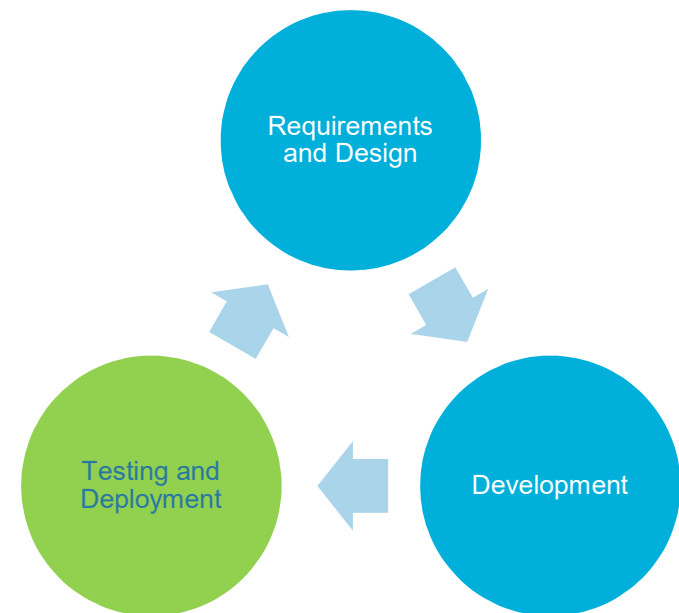 Requirements
and Design
Testing and
Deployment
Development